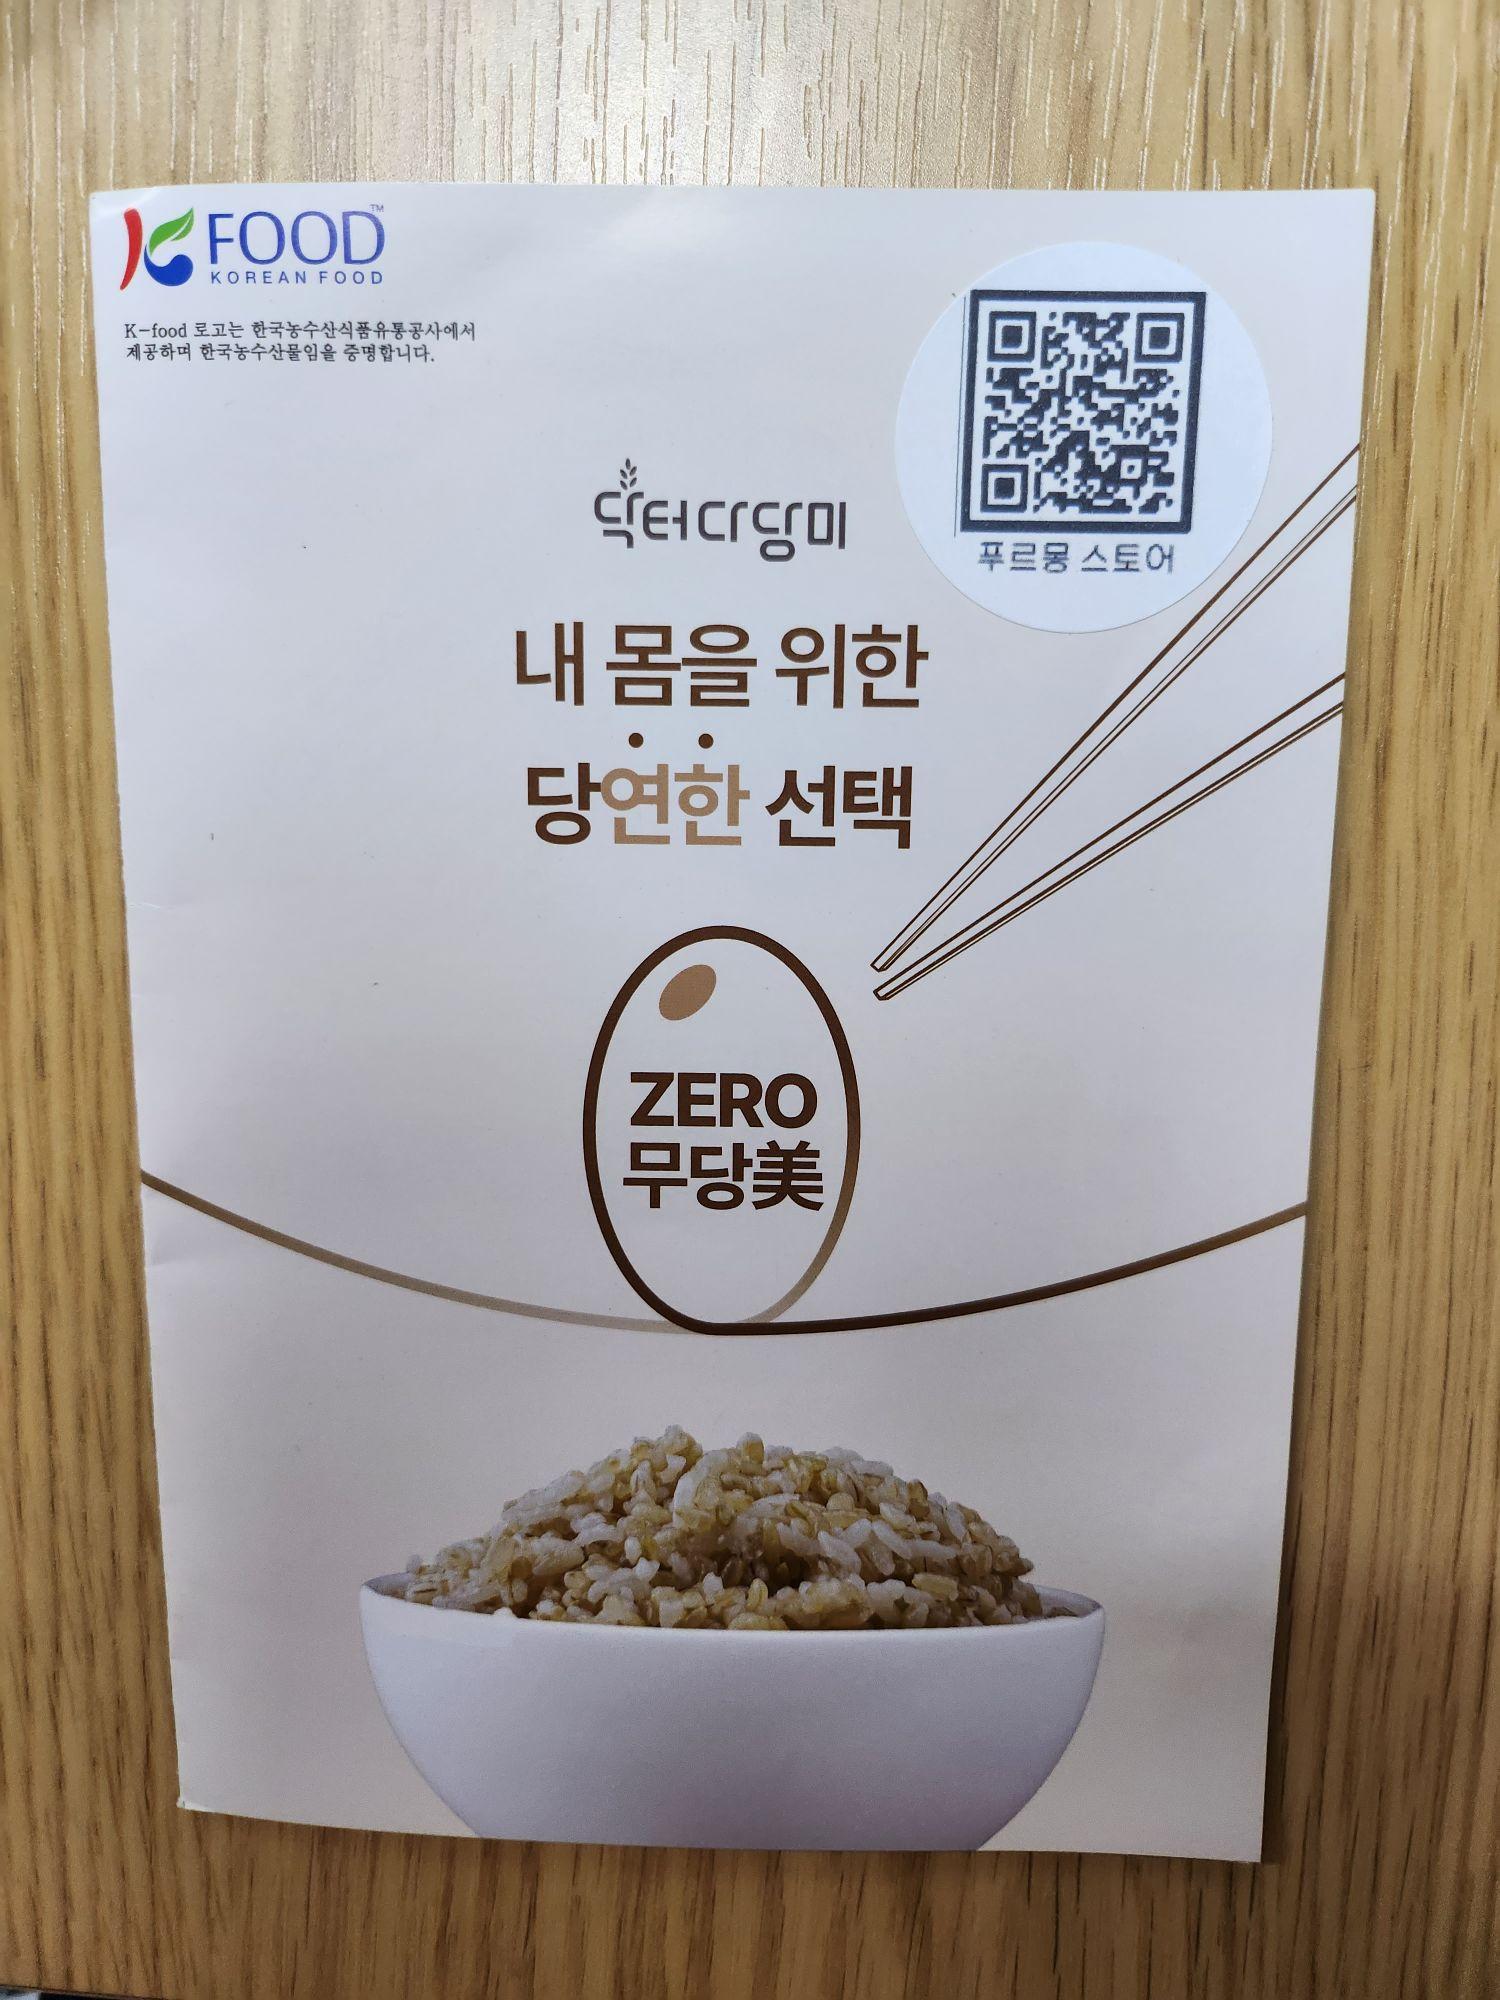 K FOOD™
KOREAN FOOD
K-food 로고는 한국농수산식품유통공사에서
제공하며 한국농수산물임을 증명합니다.
푸르몽 스토어
닥터다당미
내 몸을 위한
당연한 선택
ZERO
무당美